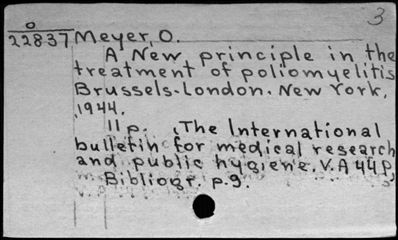 3
o
22837 Meyer, O.
A New principle in the
treatment of poliomyelitis
Brussels-London. New York,
1944.
11 p. ,The International
bulletin for medical research
and public hygiene. V. A 44 p,
Bibliogr. p.9.